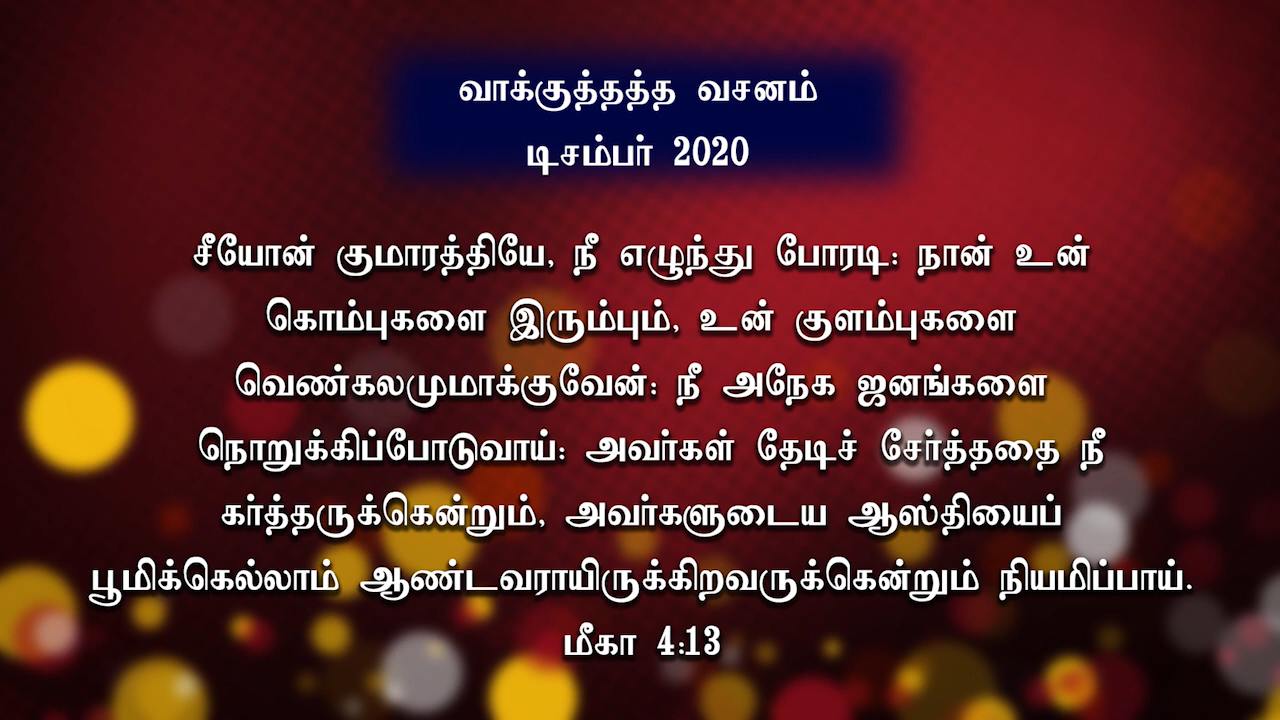 வாக்குத்தத்த வசனம்
டிசம்பர் 2020
சீயோன் குமாரத்தியே, நீ எழுந்து போரடி: நான் உன்
கொம்புகளை இரும்பும், உன் குளம்புகளை
வெண்கலமுமாக்குவேன்: நீ அநேக ஜனங்களை
நொறுக்கிப்போடுவாய்: அவர்கள் தேடிச் சேர்த்ததை நீ
கர்த்தருக்கென்றும், அவர்களுடைய ஆஸ்தியைப்
பூமிக்கெல்லாம் ஆண்டவராயிருக்கிறவருக்கென்றும் நியமிப்பாய்.
மீகா 4:13